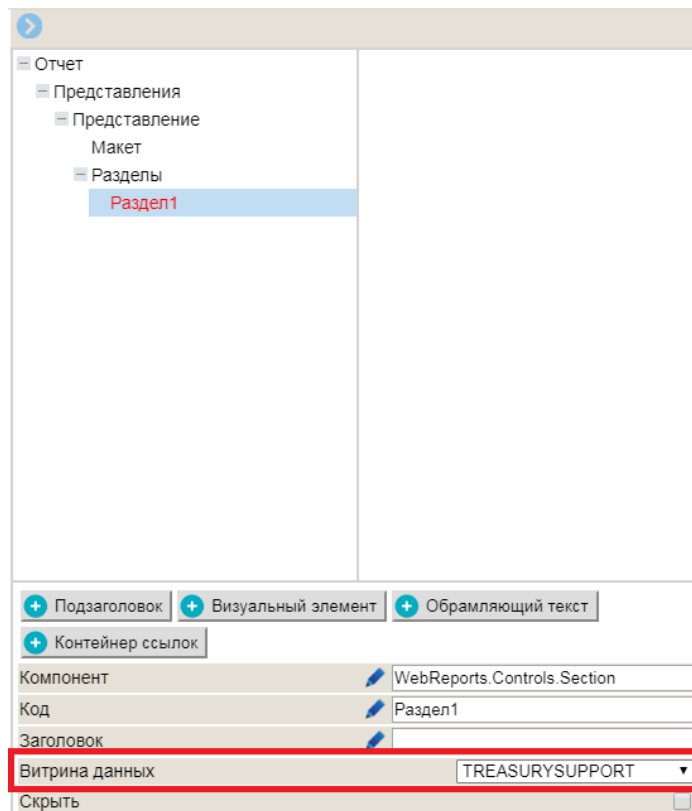 Отчет
Представления
Представление
Макет
Разделы
Раздел1
Подзаголовок Визуальный элемент Обрамляющий текст
Контейнер ссылок
Компонент WebReports.Controls.Section
Код Раздел1
Заголовок
Витрина данных TREASURYSUPPORT
Скрыть